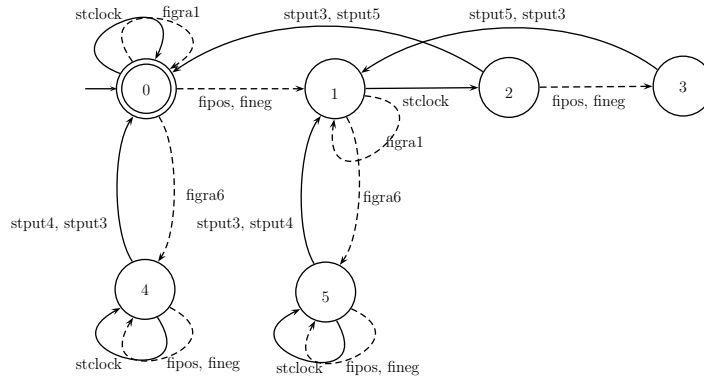 stclock
figra1
stput3, stput5
stput5, stput3
0
fipos, fineg
1
stclock
2
fipos, fineg
3
figra1
figra6
figra6
stput4, stput3
stput3, stput4
4
5
stclock
fipos, fineg
stclock
fipos, fineg